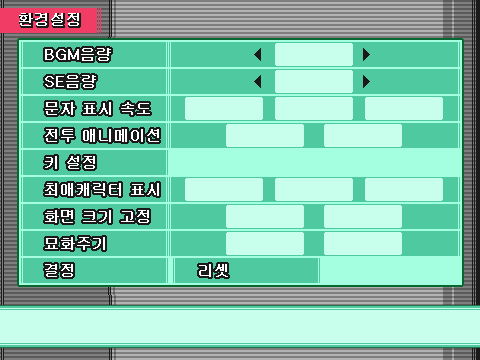 환경설정
BGM음량
SE음량
문자 표시 속도
전투 애니메이션
키 설정
최애캐릭터 표시
화면 크기 고정
묘화주기
결정 리셋